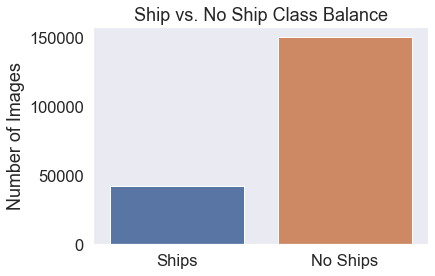 Ship vs. No Ship Class Balance
Number of Images
150000
100000
50000
0
Ships
No Ships